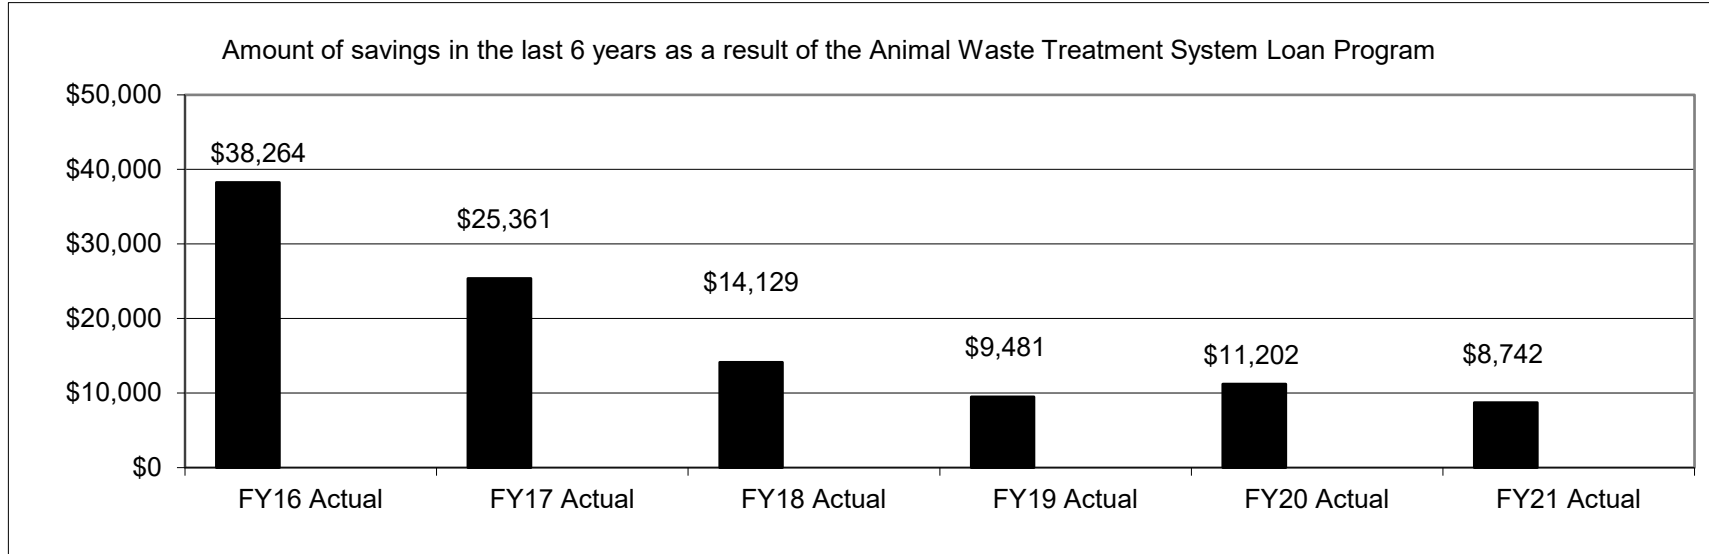 Amount of savings in the last 6 years as a result of the Animal Waste Treatment System Loan Program
$50,000
$40,000
$30,000
$20,000
$10,000
$0
$38,264
$25,361
$14,129
$9,481
$11,202
$8,742
FY16 Actual
FY17 Actual
FY18 Actual
FY19 Actual
FY20 Actual
FY21 Actual